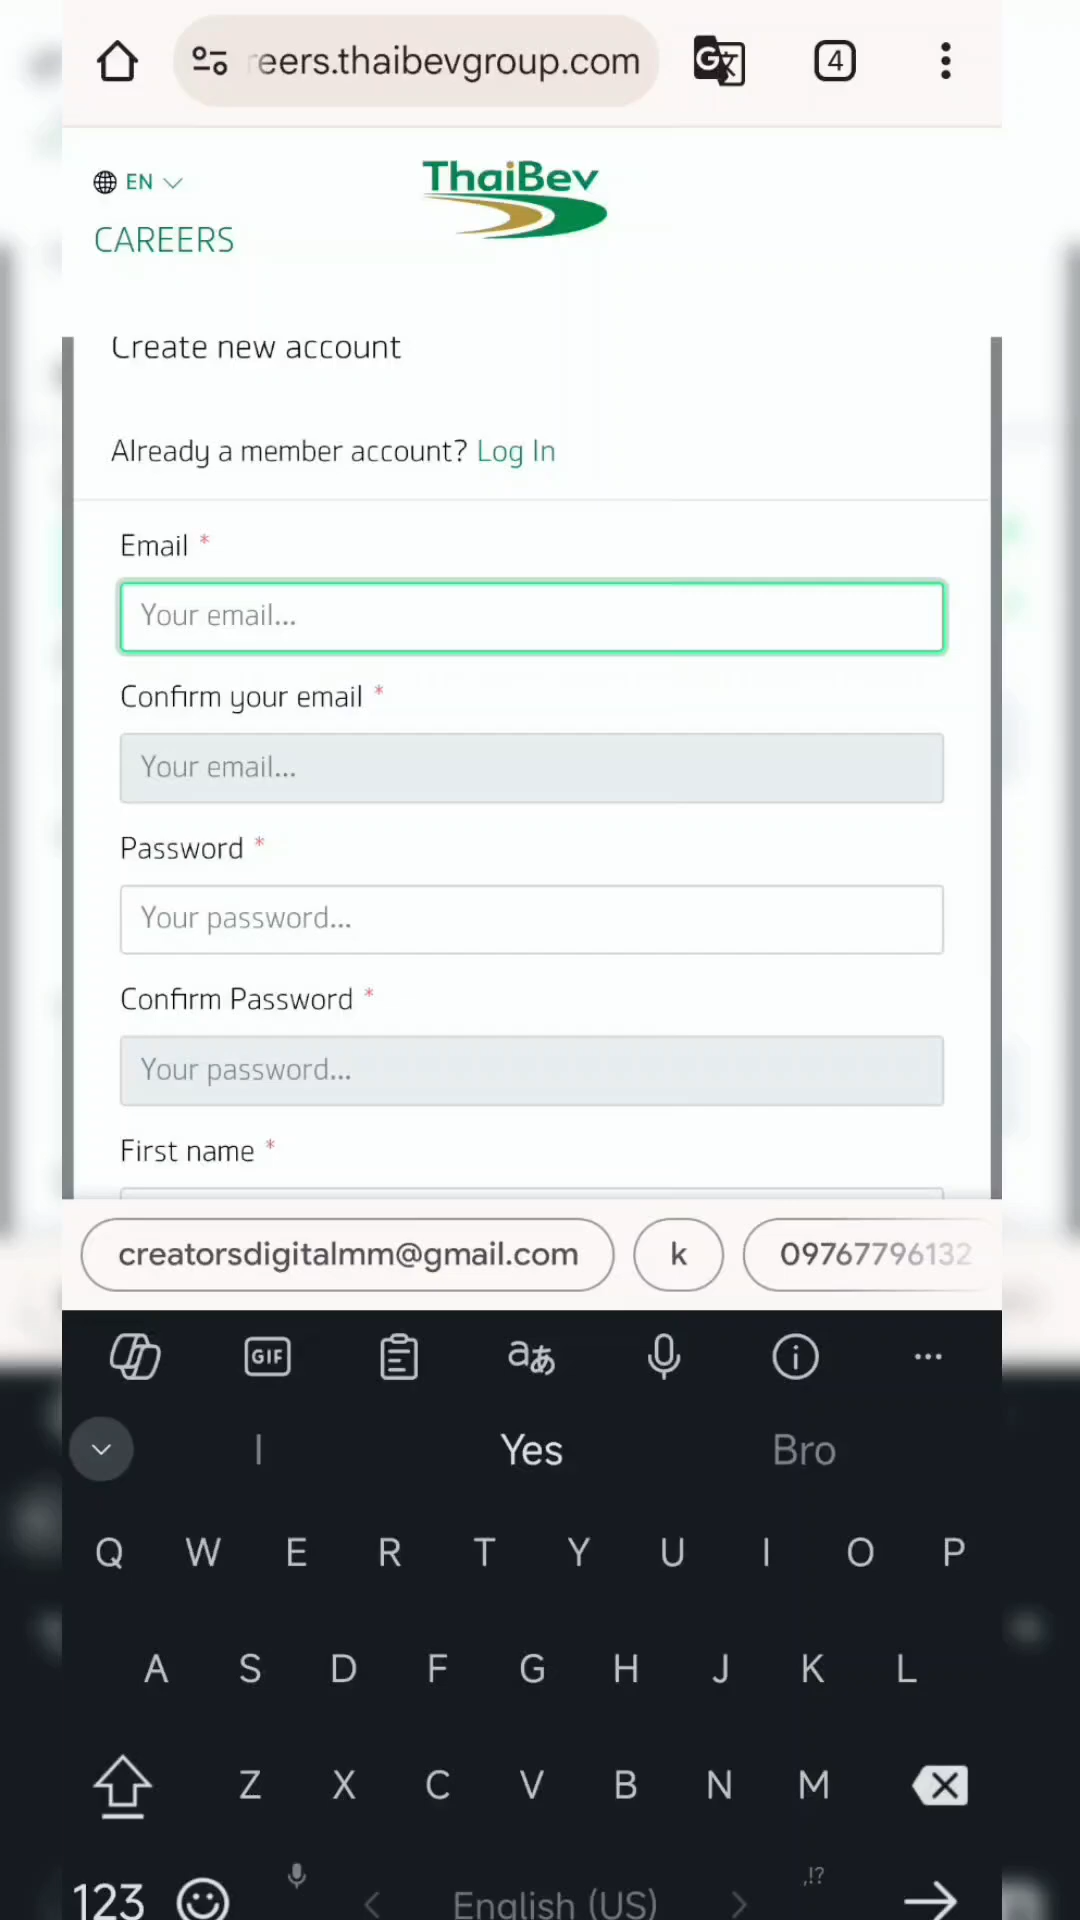 eers.thaibevgroup.com
4
EN
ThaiBev
CAREERS
Create new account
Already a member account? Log In
Email *
Your email...
Confirm your email *
Your email...
Password *
Your password...
Confirm Password *
Your password...
First name *
creatorsdigitalmm@gmail.com
k
09767796132
GIF
aあ
I
Yes
Bro
Q W E R T Y U I O P
A S D F G H J K L
Z X C V B N M
,!?
123
English (US)